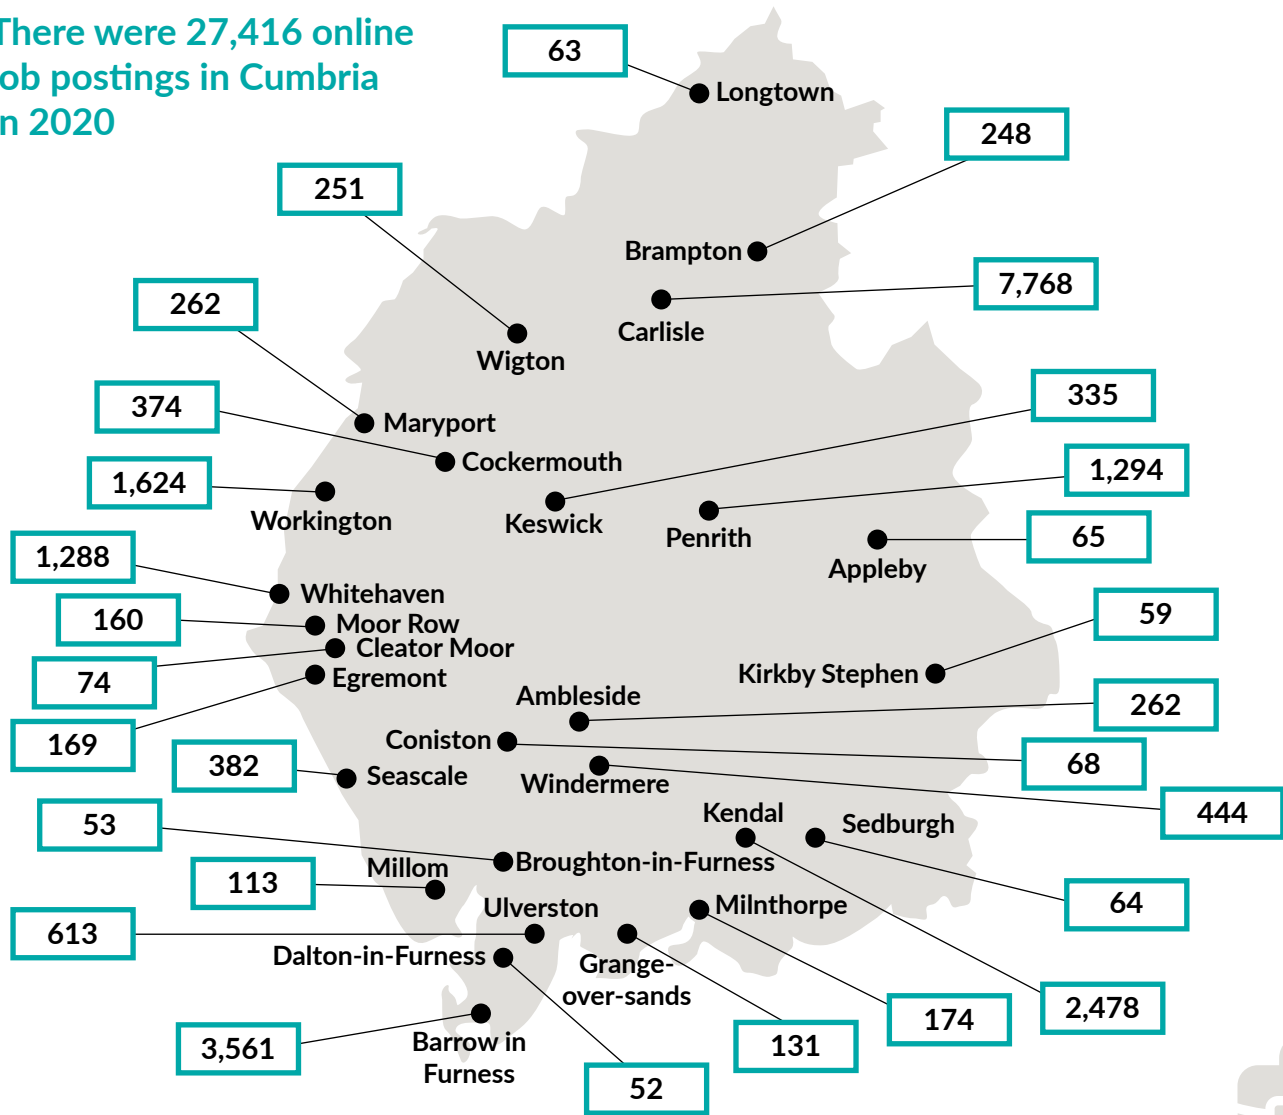 There were 27,416 online
ob postings in Cumbria
n 2020
63
Longtown
248
251
Brampton
7,768
262
Carlisle
Wigton
335
374
Maryport
Cockermouth
1,294
1,624
Workington
Keswick
Penrith
65
Appleby
1,288
Whitehaven
160
Moor Row
59
Cleator Moor
74
Egremont
Kirkby Stephen
Ambleside
262
169
Coniston
68
382
Seascale
Windermere
444
53
Kendal
Sedburgh
Broughton-in-Furness
113
Millom
64
Ulverston
Milnthorpe
613
Dalton-in-Furness
Grange-
over-sands
2,478
174
3,561
Barrow in
Furness
131
52